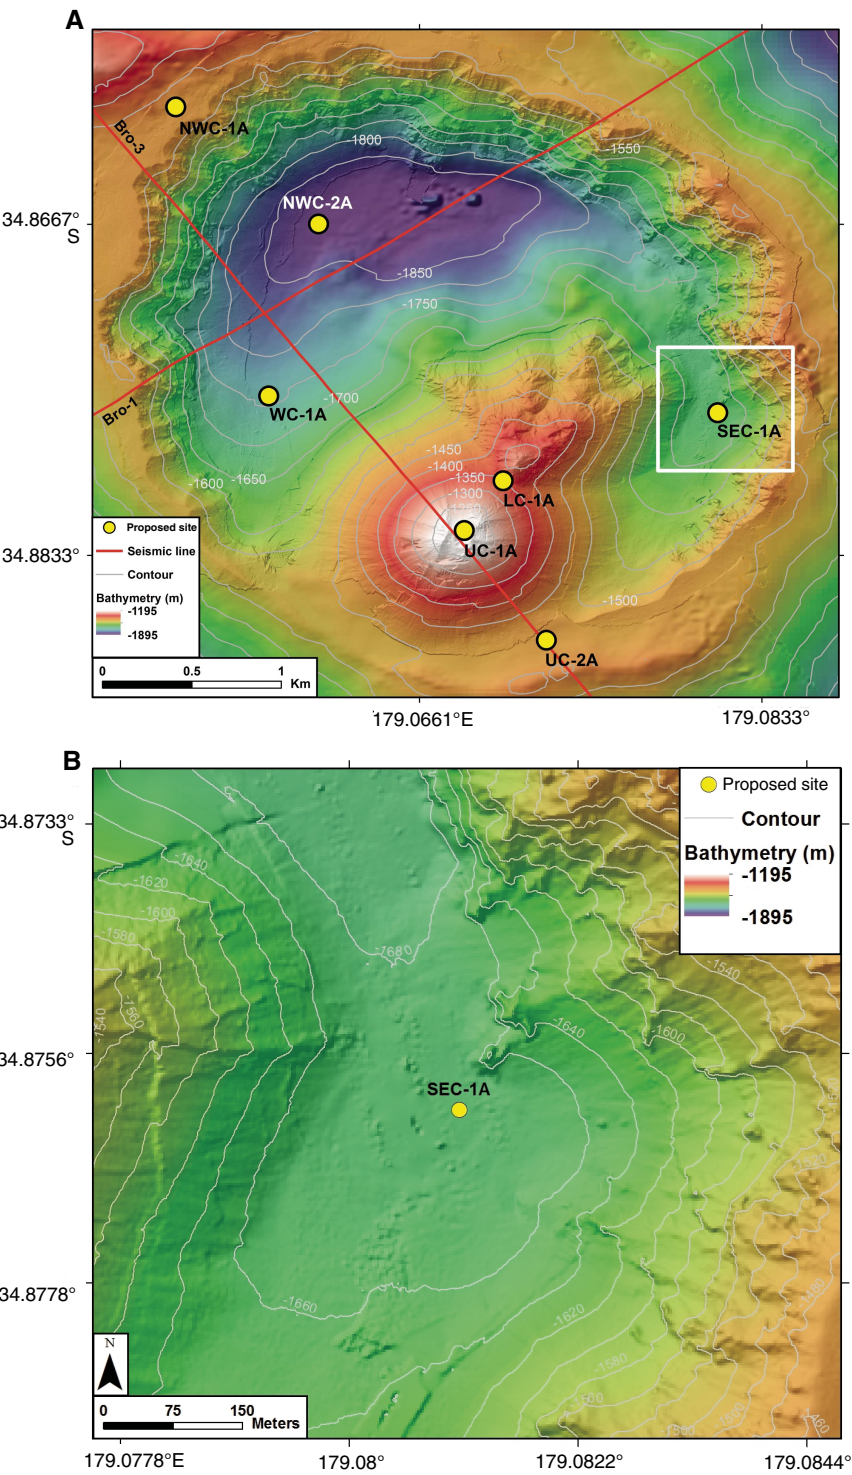 A
Bro-3
NWC-1A
-1800
-1550
NWC-2A
34.8667°
S
-1850
-1750
Bro-1
WC-1A
-1700
SEC-1A
-1450
-1400
-1350
-1300
-1600
-1650
LC-1A
UC-1A
34.8833°
-1500
UC-2A
Proposed site
Seismic line
Contour
Bathymetry (m)
-1195
-1895
0
0.5
1
Km
179.0661°E
179.0833°
B
34.8733°
S
-1640
-1620
-1600
-1580
-1560
-1540
-1680
Proposed site
Contour
Bathymetry (m)
-1195
-1895
-1540
-1640
-1600
34.8756°
SEC-1A
34.8778°
-1660
-1620
-1580
N
0
75
150
Meters
179.0778°E
179.08°
179.0822°
179.0844°